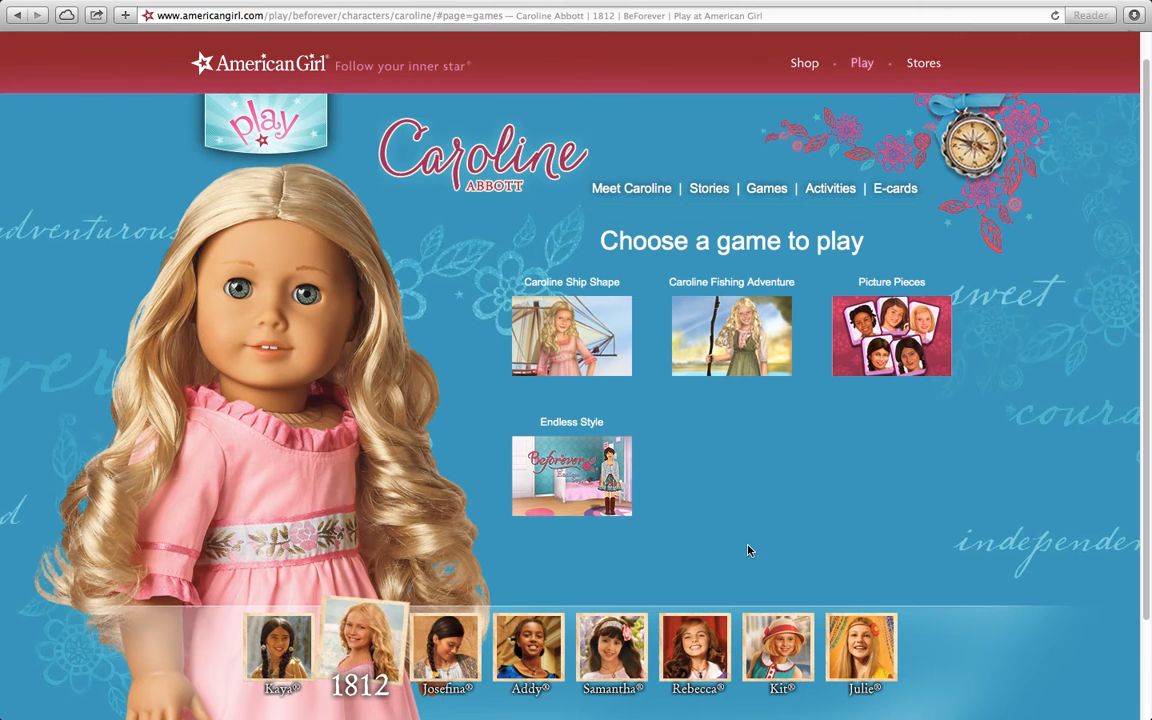 www.americangirl.com/play/beforever/characters/caroline/#page=games — Caroline Abbott | 1812 | BeForever | Play at American Girl
Reader
American Girl® Follow your inner star®
Shop · Play · Stores
play
Caroline
ABBOTT
Meet Caroline | Stories | Games | Activities | E-cards
adventurous
Choose a game to play
Caroline Ship Shape Caroline Fishing Adventure Picture Pieces
sweet
Endless Style
Beforever
independen
Kaya® 1812 Josefina® Addy® Samantha® Rebecca® Kit® Julie®